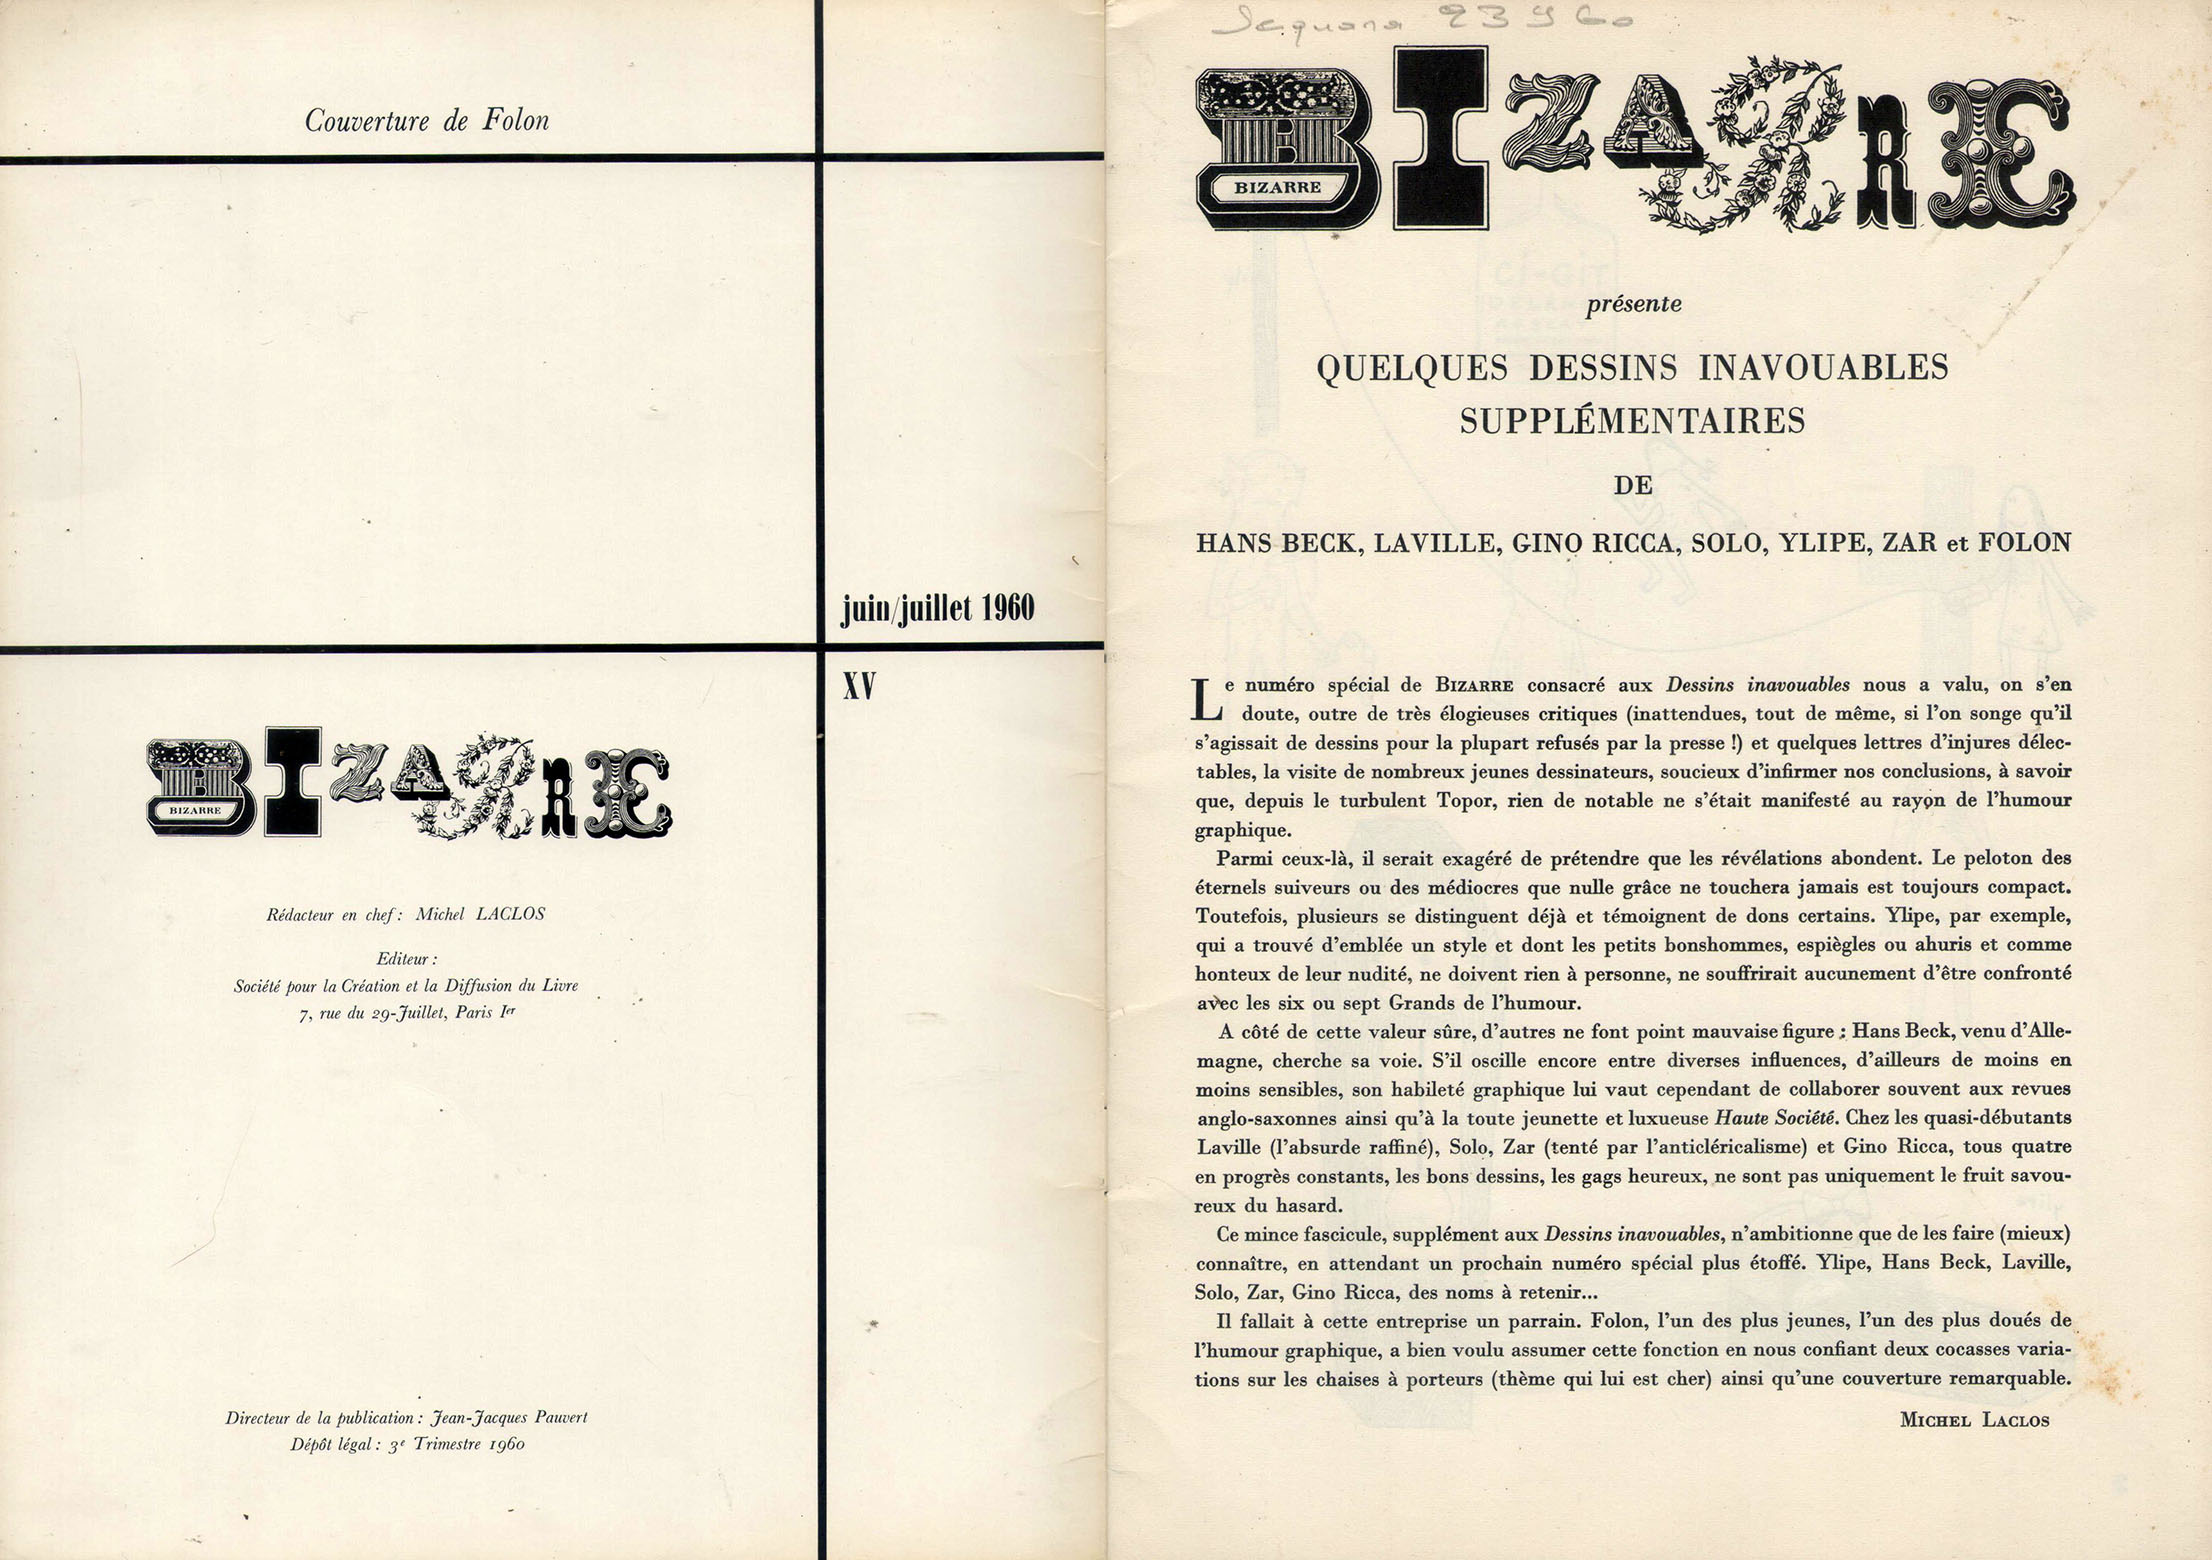 Couverture de Folon
juin/juillet 1960
XV
BIZARRE
BIZARRE
Rédacteur en chef : Michel LACLOS
Editeur :
Société pour la Création et la Diffusion du Livre
7, rue du 29-Juillet, Paris Ier
Directeur de la publication : Jean-Jacques Pauvert
Dépôt légal : 3e Trimestre 1960
BIZARRE
BIZARRE
présente
QUELQUES DESSINS INAVOUABLES
SUPPLÉMENTAIRES
DE
HANS BECK, LAVILLE, GINO RICCA, SOLO, YLIPE, ZAR et FOLON
Le numéro spécial de BIZARRE consacré aux Dessins inavouables nous a valu, on s'en
doute, outre de très élogieuses critiques (inattendues, tout de même, si l'on songe qu'il
s'agissait de dessins pour la plupart refusés par la presse !) et quelques lettres d'injures délec-
tables, la visite de nombreux jeunes dessinateurs, soucieux d'infirmer nos conclusions, à savoir
que, depuis le turbulent Topor, rien de notable ne s'était manifesté au rayon de l'humour
graphique.
Parmi ceux-là, il serait exagéré de prétendre que les révélations abondent. Le peloton des
éternels suiveurs ou des médiocres que nulle grâce ne touchera jamais est toujours compact.
Toutefois, plusieurs se distinguent déjà et témoignent de dons certains. Ylipe, par exemple,
qui a trouvé d'emblée un style et dont les petits bonshommes, espiègles ou ahuris et comme
honteux de leur nudité, ne doivent rien à personne, ne souffrirait aucunement d'être confronté
avec les six ou sept Grands de l'humour.
A côté de cette valeur sûre, d'autres ne font point mauvaise figure : Hans Beck, venu d'Alle-
magne, cherche sa voie. S'il oscille encore entre diverses influences, d'ailleurs de moins en
moins sensibles, son habileté graphique lui vaut cependant de collaborer souvent aux revues
anglo-saxonnes ainsi qu'à la toute jeunette et luxueuse Haute Société. Chez les quasi-débutants
Laville (l'absurde raffiné), Solo, Zar (tenté par l'anticléricalisme) et Gino Ricca, tous quatre
en progrès constants, les bons dessins, les gags heureux, ne sont pas uniquement le fruit savou-
reux du hasard.
Ce mince fascicule, supplément aux Dessins inavouables, n'ambitionne que de les faire (mieux)
connaître, en attendant un prochain numéro spécial plus étoffé. Ylipe, Hans Beck, Laville,
Solo, Zar, Gino Ricca, des noms à retenir...
Il fallait à cette entreprise un parrain. Folon, l'un des plus jeunes, l'un des plus doués de
l'humour graphique, a bien voulu assumer cette fonction en nous confiant deux cocasses varia-
tions sur les chaises à porteurs (thème qui lui est cher) ainsi qu'une couverture remarquable.
MICHEL LACLOS